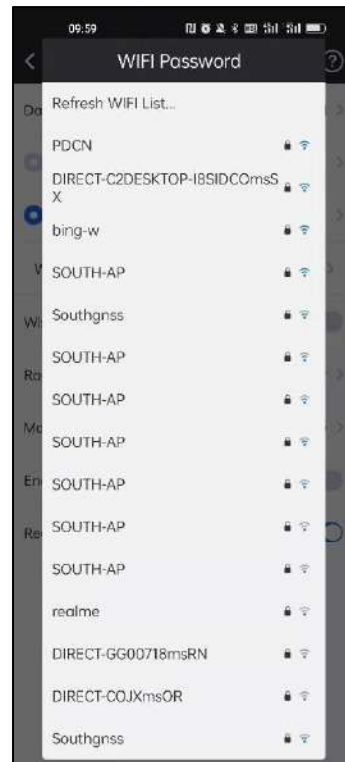 09:59
WIFI Password
Refresh WIFI List...
PDCN
DIRECT-C2DESKTOP-I8SIDCOmsS
X
bing-w
SOUTH-AP
Southgnss
SOUTH-AP
SOUTH-AP
SOUTH-AP
SOUTH-AP
SOUTH-AP
SOUTH-AP
realme
DIRECT-GG00718msRN
DIRECT-COJXmsOR
Southgnss